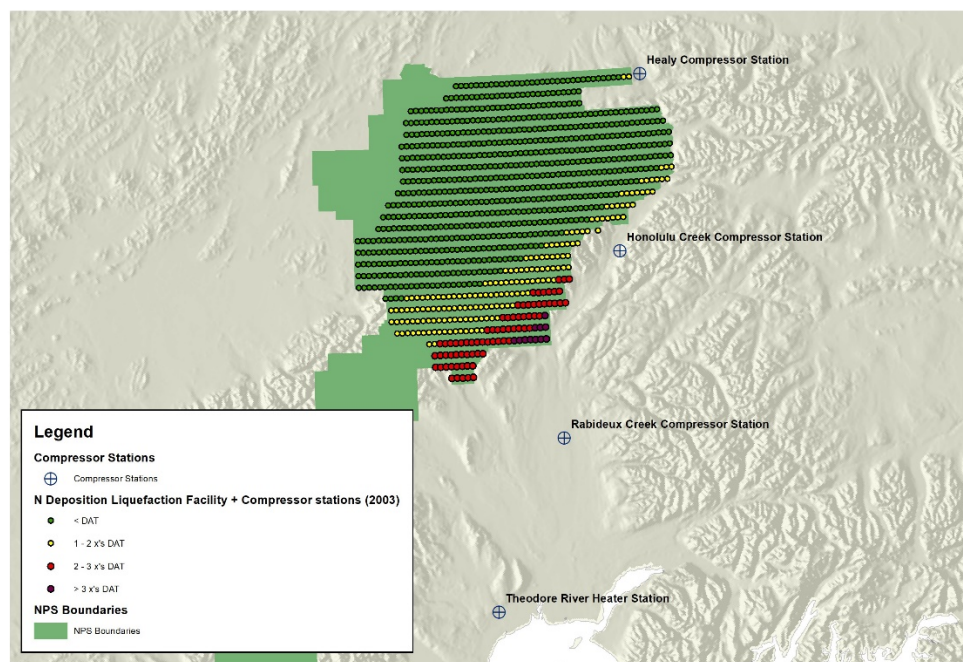 Healy Compressor Station
Honolulu Creek Compressor Station
Rabideux Creek Compressor Station
Theodore River Heater Station
Legend
Compressor Stations
Compressor Stations
N Deposition Liquefaction Facility + Compressor stations (2003)
< DAT
1 - 2 x's DAT
2 - 3 x's DAT
> 3 x's DAT
NPS Boundaries
NPS Boundaries